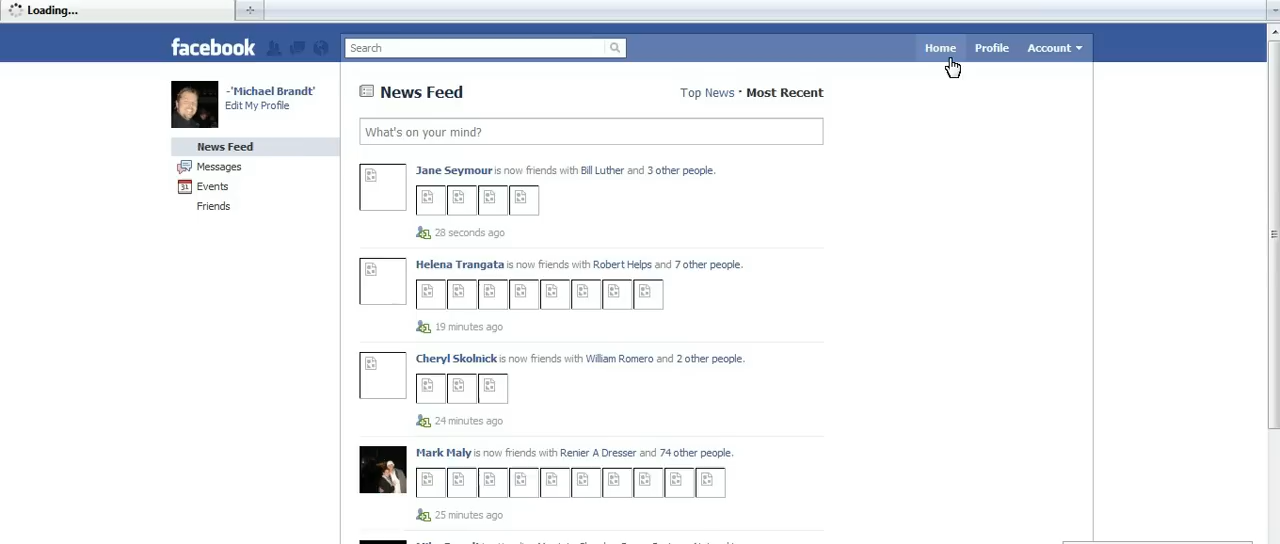 Loading...
facebook
Search
Home Profile Account
-'Michael Brandt'
Edit My Profile
News Feed
Messages
31
Events
Friends
News Feed
Top News · Most Recent
What's on your mind?
Jane Seymour is now friends with Bill Luther and 3 other people.
28 seconds ago
Helena Trangata is now friends with Robert Helps and 7 other people.
19 minutes ago
Cheryl Skolnick is now friends with William Romero and 2 other people.
24 minutes ago
Mark Maly is now friends with Renier A Dresser and 74 other people.
25 minutes ago